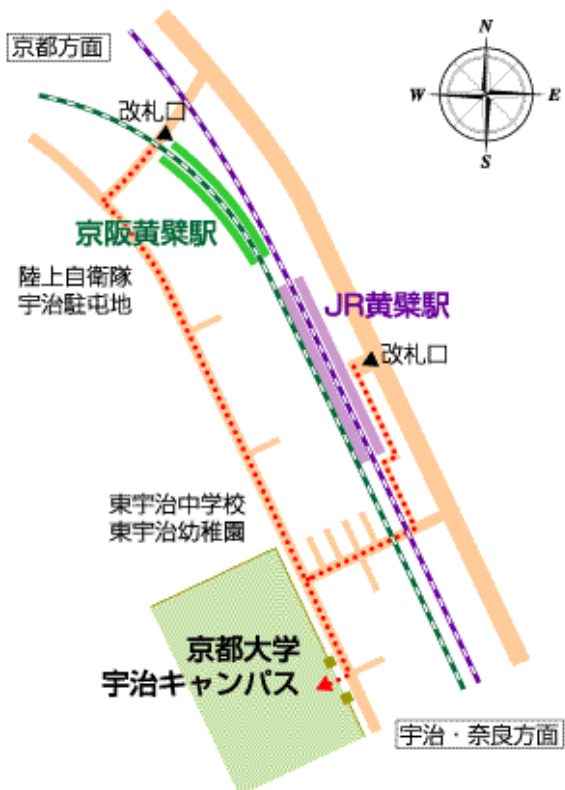 京都方面
N
W
E
S
改札口
京阪黄檗駅
陸上自衛隊
宇治駐屯地
JR黄檗駅
改札口
東宇治中学校
東宇治幼稚園
京都大学
宇治キャンパス
宇治・奈良方面